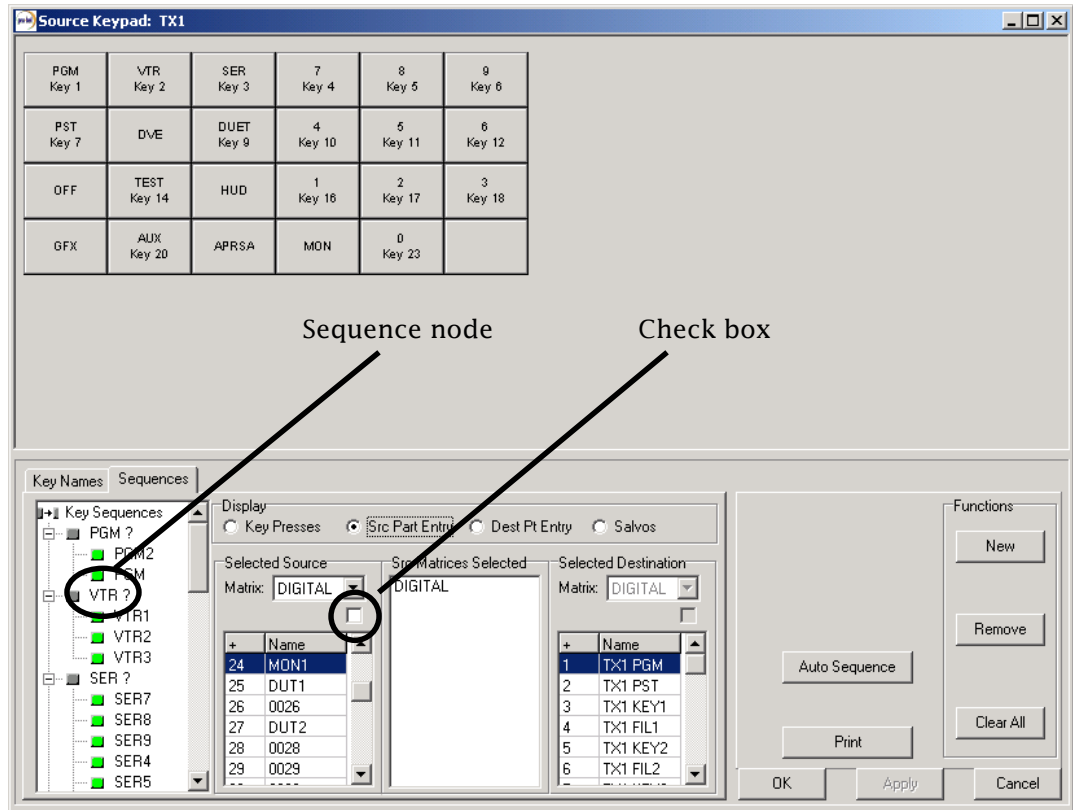 Source Keypad: TX1
PGM VTR SER 7 8 9
Key 1 Key 2 Key 3 Key 4 Key 5 Key 6
PST DVE DUET 4 5 6
Key 7 Key 9 Key 10 Key 11 Key 12
OFF TEST HUD 1 2 3
Key 14 Key 16 Key 17 Key 18
GFX AUX APRSA MON 0
Key 20 Key 23
Sequence node Check box
Key Names Sequences
Key Sequences
PGM ?
PGM2
PGM
VTR ?
VTR1
VTR2
VTR3
SER ?
SER7
SER8
SER9
SER4
SER5
Display
Key Presses Src Part Entry Dest Pt Entry Salvos
Selected Source
Matrix: DIGITAL
+ Name
24 MON1
25 DUT1
26 0026
27 DUT2
28 0028
29 0029
Src Matrices Selected
DIGITAL
Selected Destination
Matrix: DIGITAL
+ Name
1 TX1 PGM
2 TX1 PST
3 TX1 KEY1
4 TX1 FIL1
5 TX1 KEY2
6 TX1 FIL2
Auto Sequence
Print
Functions
New
Remove
Clear All
OK Apply Cancel